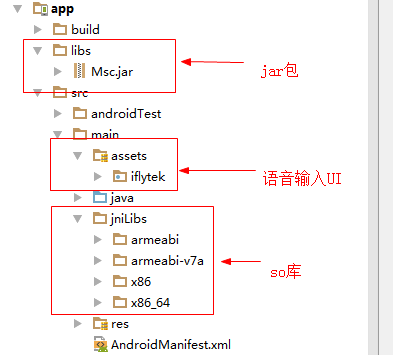 app
build
libs
Msc.jar
jar包
src
androidTest
main
assets
iflytek
语音输入UI
java
jniLibs
armeabi
armeabi-v7a
so库
x86
x86_64
res
AndroidManifest.xml